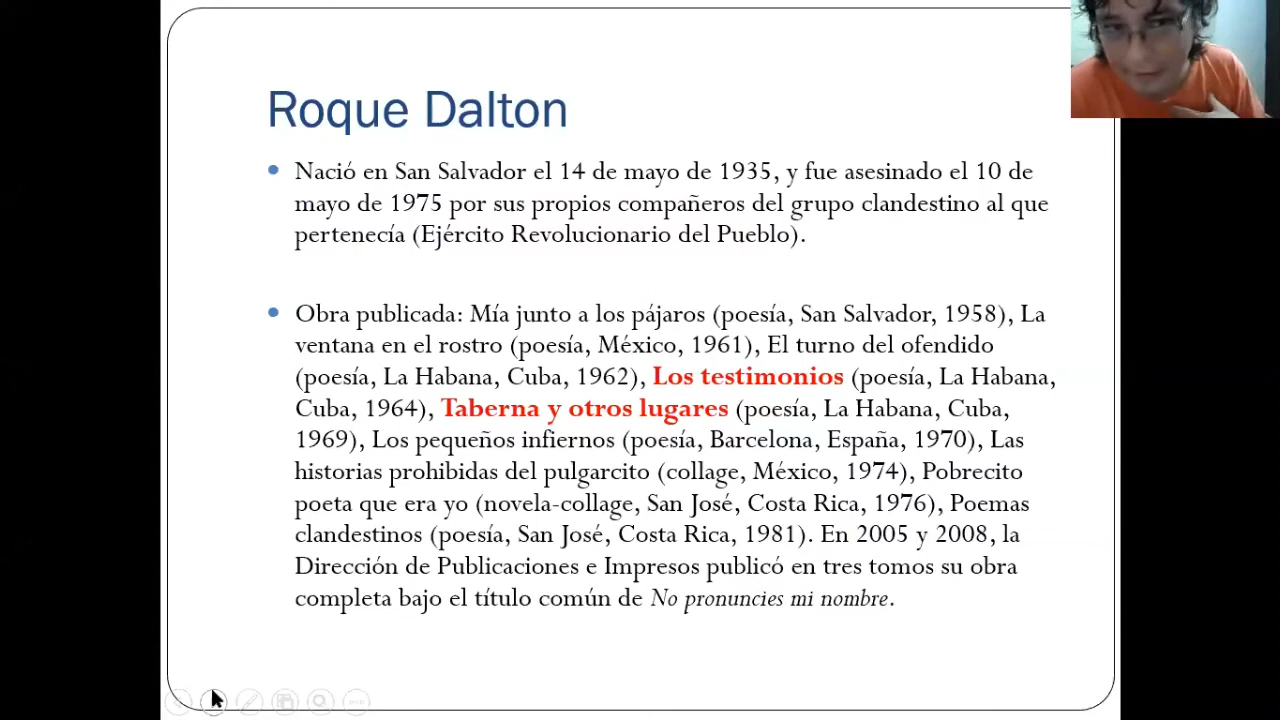 Roque Dalton
Nació en San Salvador el 14 de mayo de 1935, y fue asesinado el 10 de
mayo de 1975 por sus propios compañeros del grupo clandestino al que
pertenecía (Ejército Revolucionario del Pueblo).
Obra publicada: Mía junto a los pájaros (poesía, San Salvador, 1958), La
ventana en el rostro (poesía, México, 1961), El turno del ofendido
(poesía, La Habana, Cuba, 1962), Los testimonios (poesía, La Habana,
Cuba, 1964), Taberna y otros lugares (poesía, La Habana, Cuba,
1969), Los pequeños infiernos (poesía, Barcelona, España, 1970), Las
historias prohibidas del pulgarcito (collage, México, 1974), Pobrecito
poeta que era yo (novela-collage, San José, Costa Rica, 1976), Poemas
clandestinos (poesía, San José, Costa Rica, 1981). En 2005 y 2008, la
Dirección de Publicaciones e Impresos publicó en tres tomos su obra
completa bajo el título común de No pronuncies mi nombre.